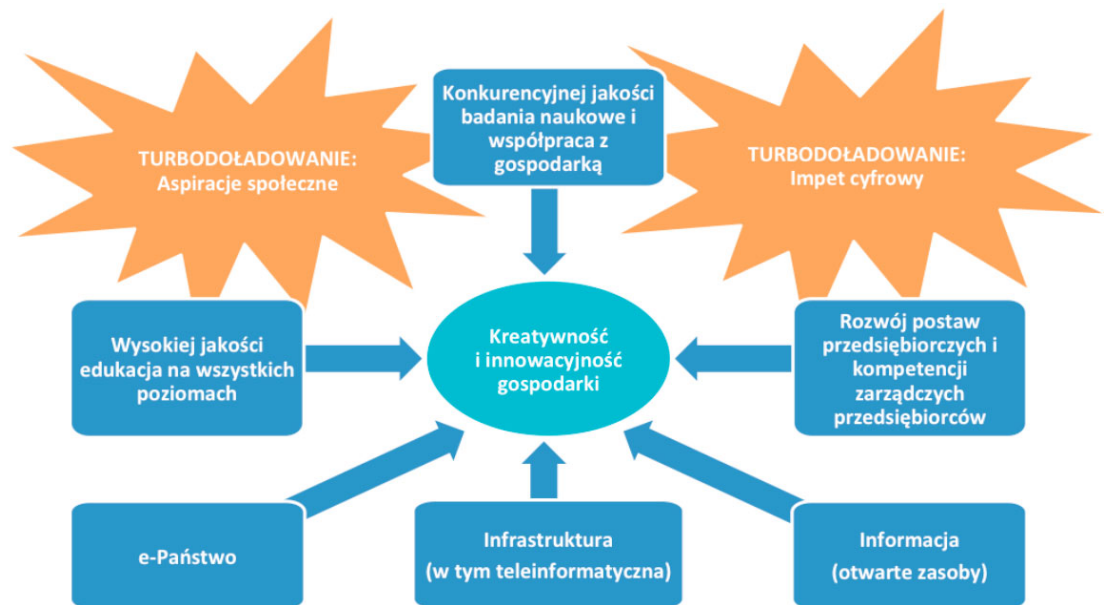 TURBODOŁADOWANIE:
Aspiracje społeczne
Konkurencyjnej jakości
badania naukowe i
współpraca z
gospodarką
TURBODOŁADOWANIE:
Impet cyfrowy
Wysokiej jakości
edukacja na wszystkich
poziomach
Kreatywność
i innowacyjność
gospodarki
Rozwój postaw
przedsiębiorczych i
kompetencji
zarządczych
przedsiębiorców
e-Państwo
Infrastruktura
(w tym teleinformatyczna)
Informacja
(otwarte zasoby)